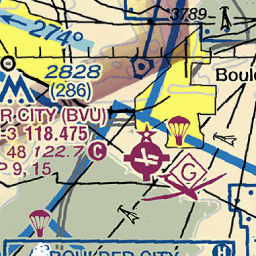 3789
274°
Boul
2828
(286)
R CITY (BVU)
-3 118.475
48 122.7 C
P 9, 15,
G
BOULDER CITY
H